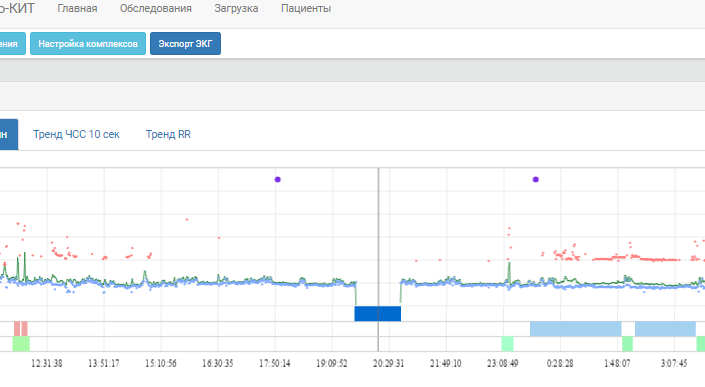 о-КИТ Главная Обследования Загрузка Пациенты
Настройка комплексов Экспорт ЭКГ
Тренд ЧСС 10 сек Тренд RR
12:31:38 13:51:17 15:10:56 16:30:35 17:50:14 19:09:52 20:29:31 21:49:10 23:08:49 0:28:28 1:48:07 3:07:45